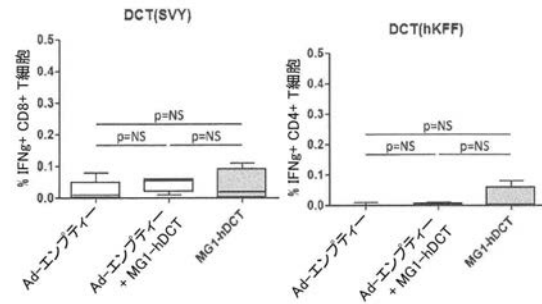 DCT(SVY)
% IFNg+ CD8+ T細胞
0.5
0.4
0.3
0.2
0.1
0.0
p=NS
p=NS
p=NS
Ad-エンプティー
Ad-エンプティー
+ MG1-hDCT
MG1-hDCT
DCT(hKFF)
% IFNg+ CD4+ T細胞
0.5
0.4
0.3
0.2
0.1
0.0
p=NS
p=NS
p=NS
Ad-エンプティー
Ad-エンプティー
+ MG1-hDCT
MG1-hDCT